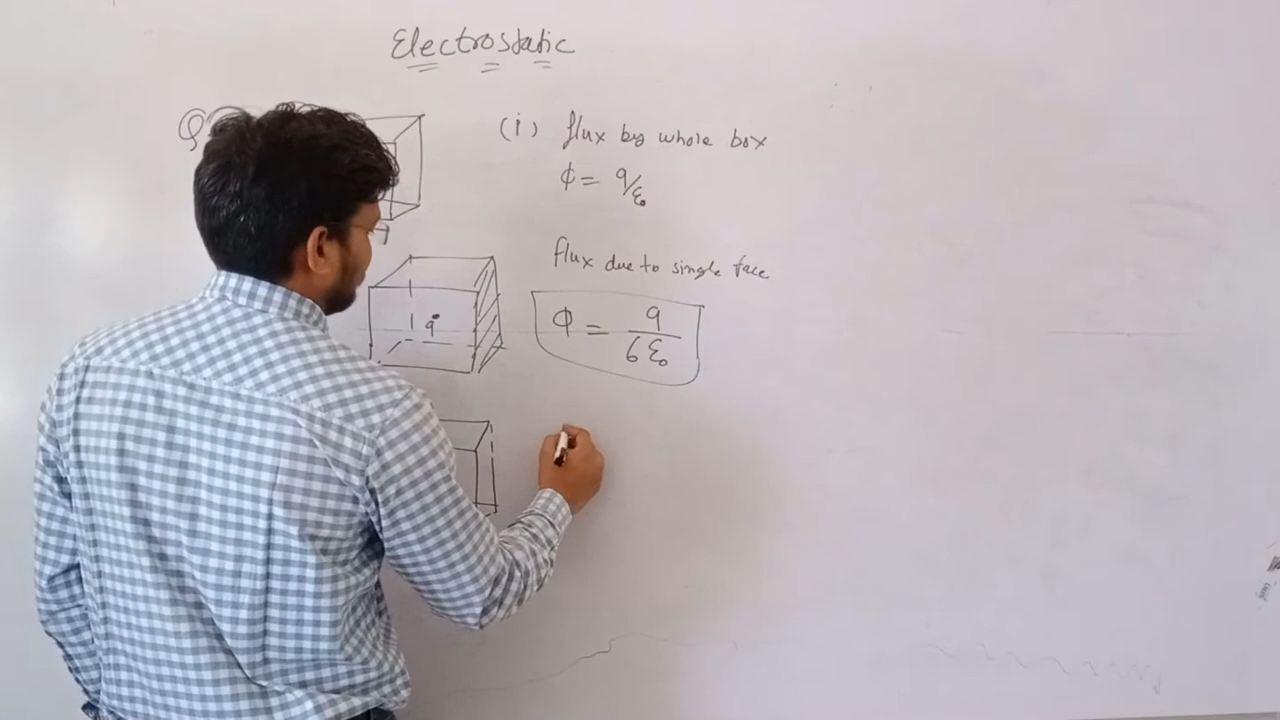 Electrostatic
Q
(i) flux by whole box
ϕ = q/ε₀
flux due to single face
q
ϕ = q
6ε₀